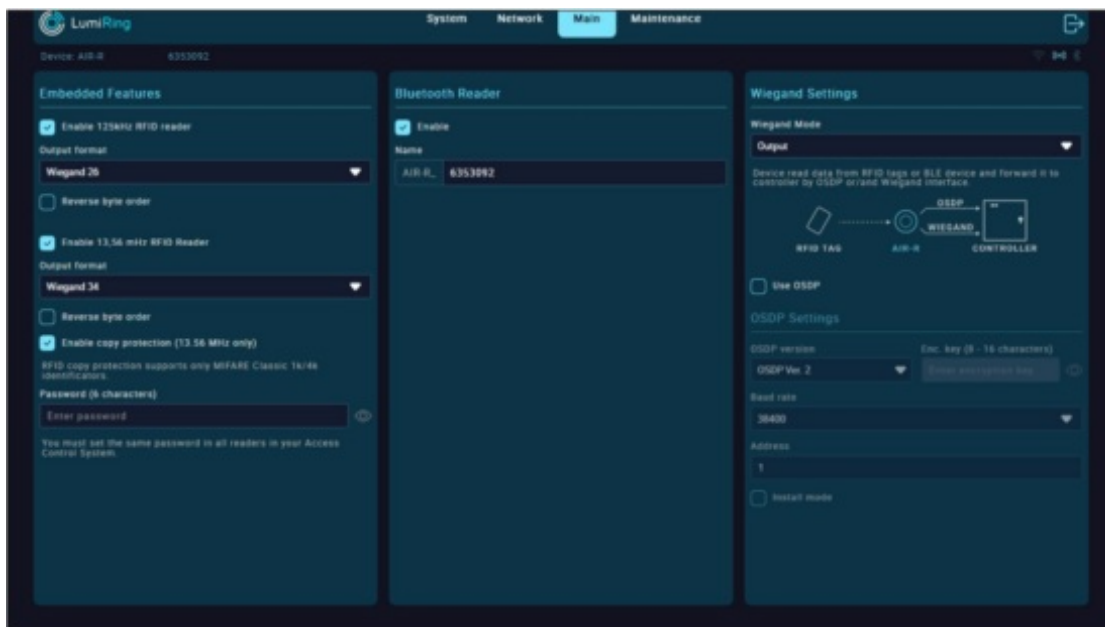 LumiRing
System Network Main Maintenance
Device: AIR-R 6353092
Embedded Features
Enable 125kHz RFID reader
Output format
Wiegand 26
Reverse byte order
Enable 13,56 mHz RFID Reader
Output format
Wiegand 34
Reverse byte order
Enable copy protection (13.56 MHz only)
RFID copy protection supports only MIFARE Classic 1k/4k
identificators.
Password (6 characters)
Enter password
You must set the same password in all readers in your Access
Control System.
Bluetooth Reader
Enable
Name
AIR-R_ 6353092
Wiegand Settings
Wiegand Mode
Output
Device read data from RFID tags or BLE device and forward it to
controller by OSDP or/and Wiegand interface.
OSDP
WIEGAND
RFID TAG AIR-R CONTROLLER
Use OSDP
OSDP Settings
OSDP version Enc. key (8 - 16 characters)
OSDP Ver. 2 Enter encryption key
Baud rate
38400
Address
1
Install mode